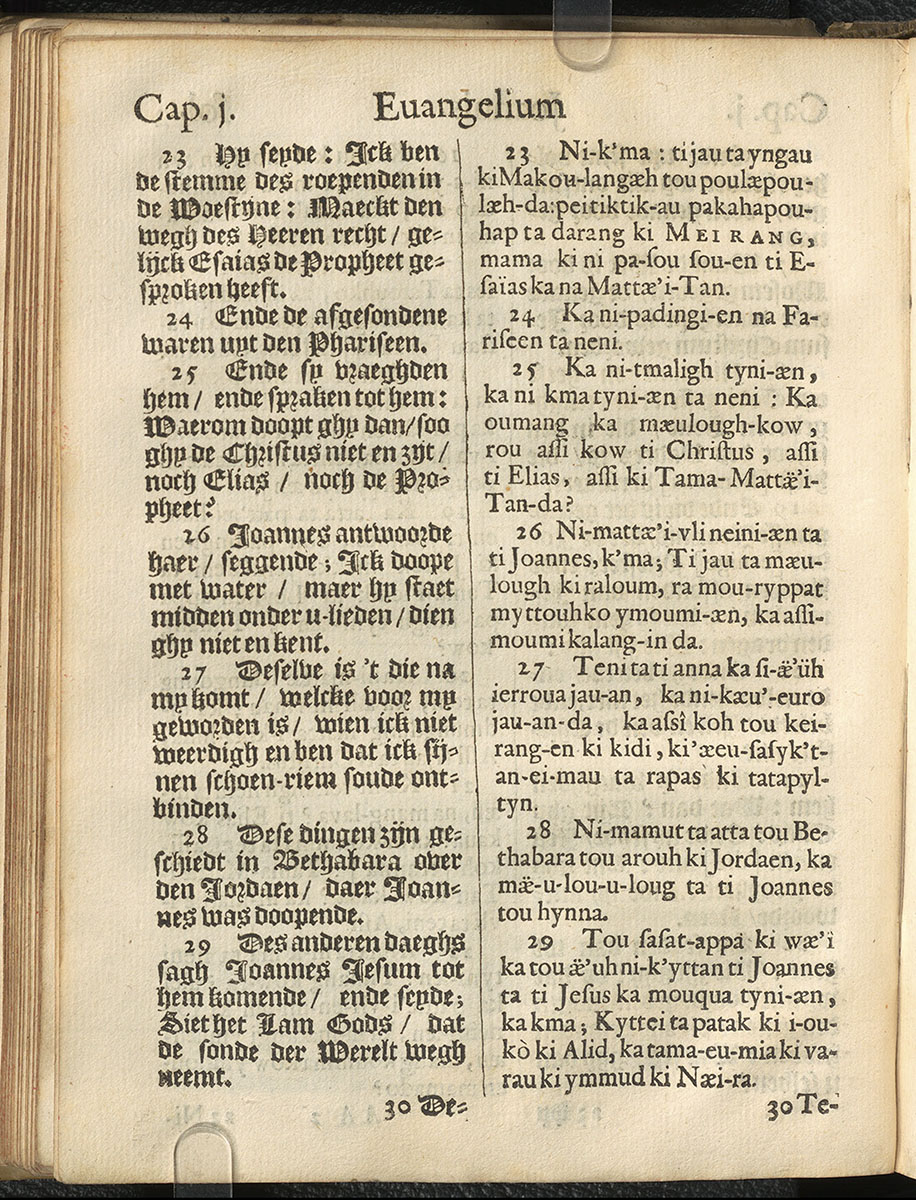 Cap. j. Euangelium
23 Hy seyde : Ick ben
de stemme des roependen in
de Woestijne : Maeckt den
wegh des Heeren recht / ge-
lijck Esaias de Propheet ge-
sproken heeft.
24 Ende de afgesondene
waren uyt den Phariseen.
25 Ende sy vraeghden
hem / ende spraken tot hem :
Waerom doopt ghy dan / soo
ghy de Christus niet en zijt /
noch Elias / noch de Pro-
pheet?
26 Joannes antwoorde
haer / seggende ; Ick doope
met water / maer hy staet
midden onder u-lieden / dien
ghy niet en kent.
27 Deselve is 't die na
my komt / welcke voor my
geworden is / wien ick niet
weerdigh en ben dat ick sij-
nen schoen-riem soude ont-
binden.
28 Dese dingen zijn ge-
schiedt in Bethabara over
den Jordaen / daer Joan-
nes was doopende.
29 Des anderen daeghs
sagh Joannes Jesum tot
hem komende / ende seyde ;
Siet het Lam Gods / dat
de sonde der Werelt wegh
neemt.
30 De-
23 Ni-k'ma : ti jau ta yngau
ki Makou-langæh tou poulæpou-
læh-da: peitiktik-au pakahapou-
hap ta darang ki MEIRANG,
mama ki ni pa-ſou ſou-en ti E-
ſaïas ka na Mattæ'i-Tan.
24 Ka ni-padingi-en na Fa-
riſeen ta neni.
25 Ka ni-tmaligh tyni-æn,
ka ni kma tyni-æn ta neni : Ka
oumang ka mæulough-kow,
rou aſſi kow ti Chriſtus, aſſi
ti Elias, aſſi ki Tama-Mattæ̈'i-
Tan-da?
26 Ni-mattæ'i-vli neini-æn ta
ti Joannes, k'ma; Ti jau ta mæu-
lough ki raloum, ra mou-ryppat
myttouhko ymoumi-æn, ka aſſi-
moumi kalang-in da.
27 Teni ta ti anna ka ſi-æ̈'üh
ierroua jau-an, ka ni-kæu'-euro
jau-an-da, ka aſsî koh tou kei-
rang-en ki kidi, ki'æeu-ſaſyk't-
an-ei-mau ta rapas ki tatapyl-
tyn.
28 Ni-mamut ta atta tou Be-
thabara tou arouh ki Jordaen, ka
mæ̈-u-lou-u-loug ta ti Joannes
tou hynna.
29 Tou ſaſat-appä ki wæ'i
ka tou æ̈'uh ni-k'yttan ti Joannes
ta ti Jeſus ka mouqua tyni-æn,
ka kma; Kyttei ta patak ki i-ou-
kò ki Alid, ka tama-eu-mia ki va-
rau ki ymmud ki Næi-ra.
30 Te-